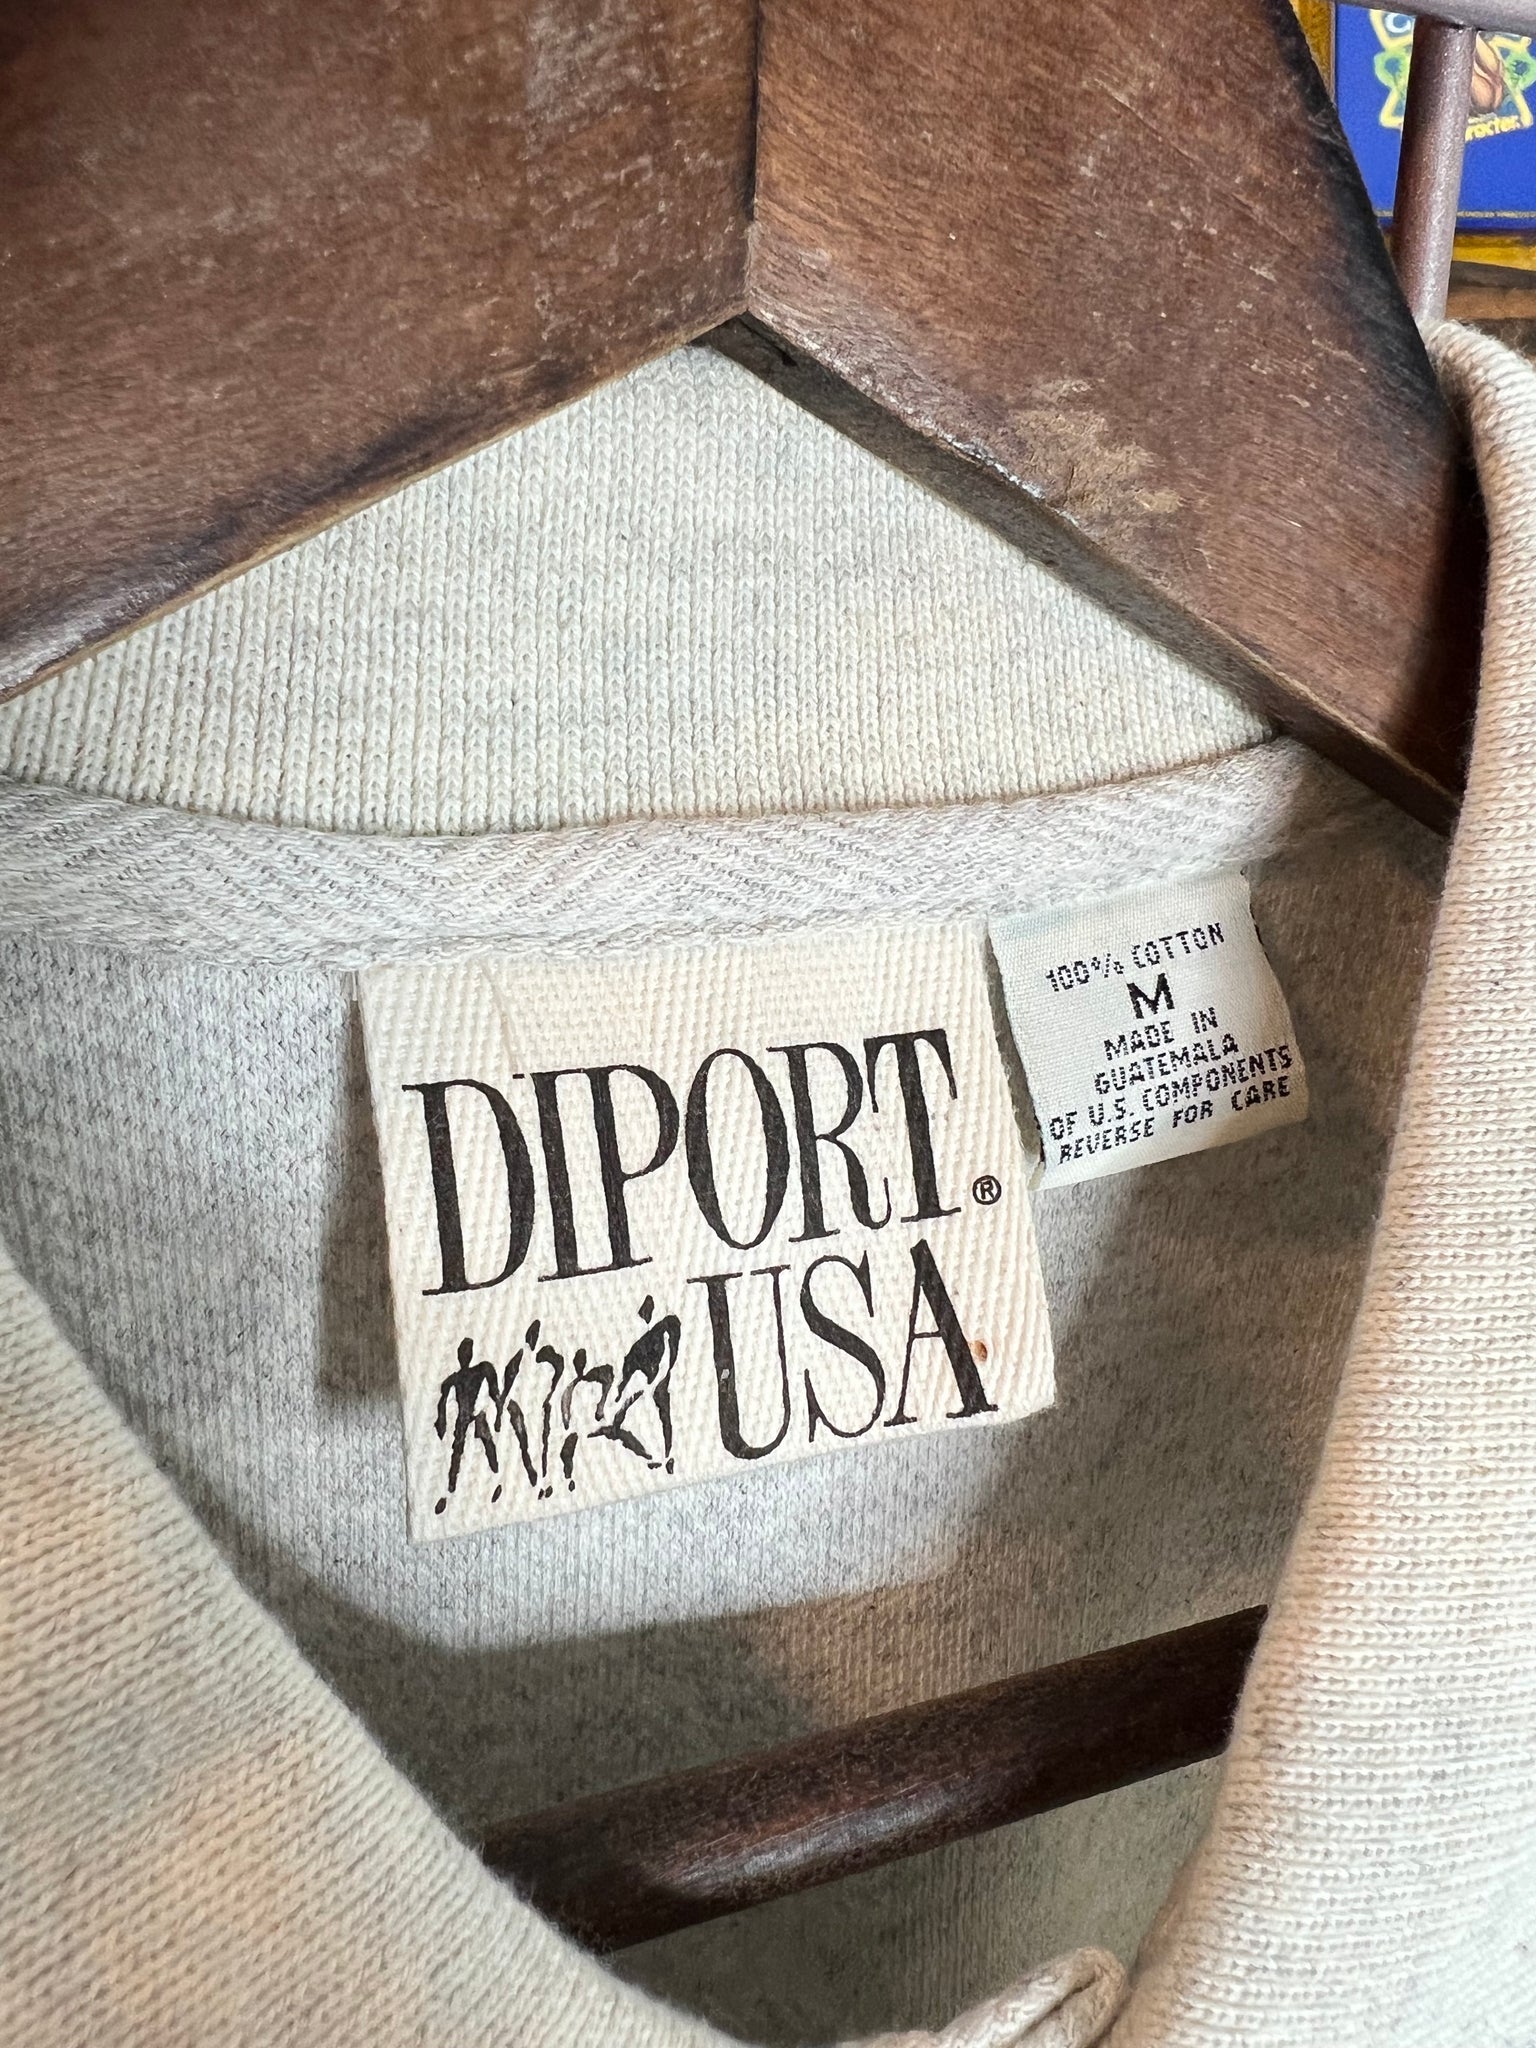 DIPORT®
USA
100% COTTON
M
MADE IN
GUATEMALA
OF U.S. COMPONENTS
REVERSE FOR CARE